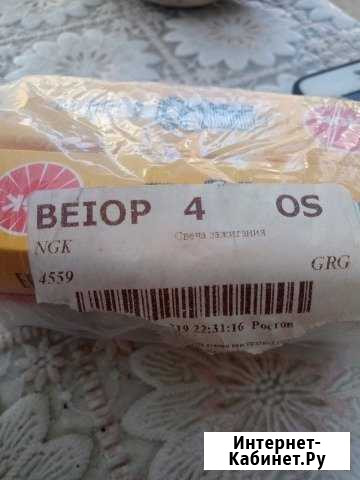 BEIOP 4 OS
Свеча зажигания
NGK
4559
GRG
19 22:31:16 Ростов
Интернет-
Кабинет.Ру